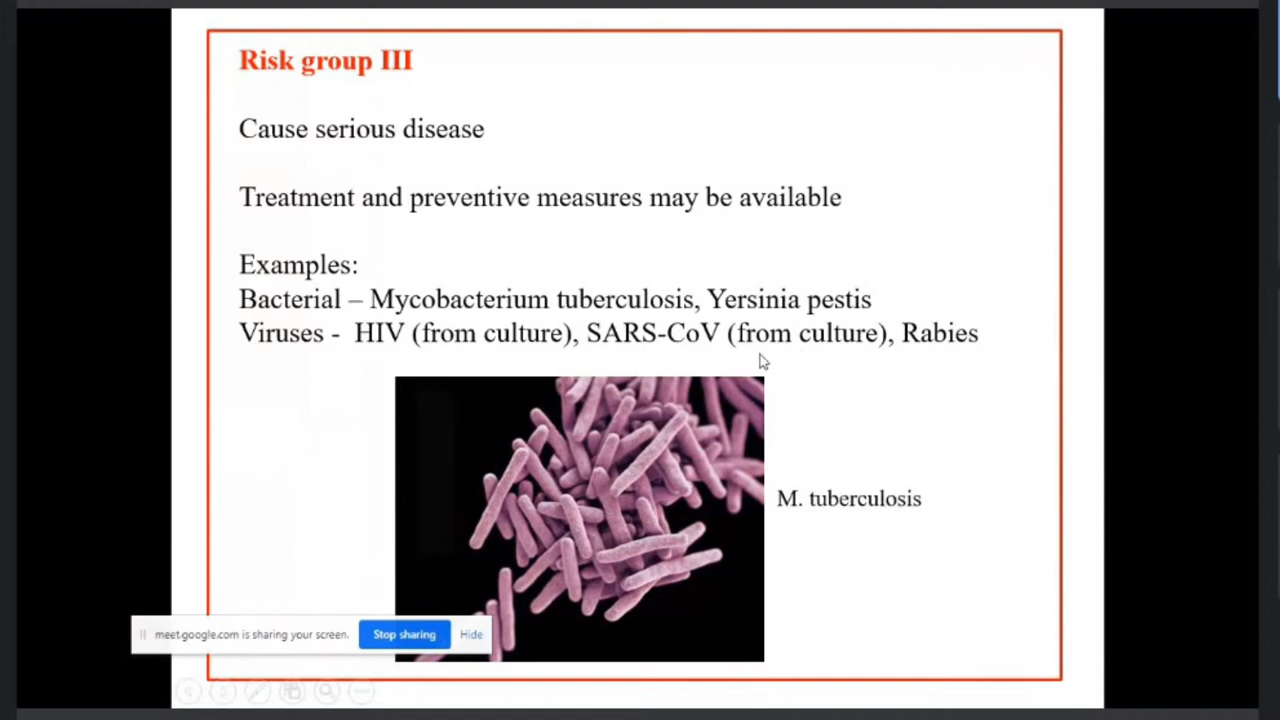 Risk group III
Cause serious disease
Treatment and preventive measures may be available
Examples:
Bacterial – Mycobacterium tuberculosis, Yersinia pestis
Viruses -  HIV (from culture), SARS-CoV (from culture), Rabies
M. tuberculosis
meet.google.com is sharing your screen.
Stop sharing
Hide